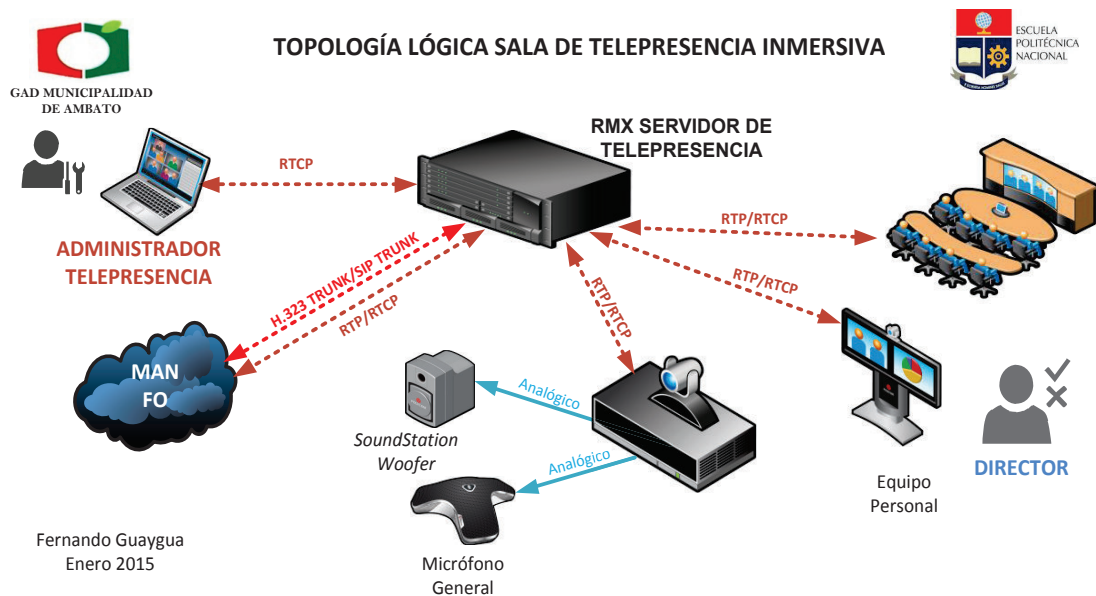 TOPOLOGÍA LÓGICA SALA DE TELEPRESENCIA INMERSIVA
GAD MUNICIPALIDAD
DE AMBATO
ESCUELA
POLITÉCNICA
NACIONAL
RMX SERVIDOR DE
TELEPRESENCIA
RTCP
ADMINISTRADOR
TELEPRESENCIA
H.323 TRUNK/SIP TRUNK
RTP/RTCP
RTP/RTCP
RTP/RTCP
RTP/RTCP
MAN
FO
Analógico
SoundStation
Woofer
Analógico
Micrófono
General
Equipo
Personal
DIRECTOR
Fernando Guaygua
Enero 2015